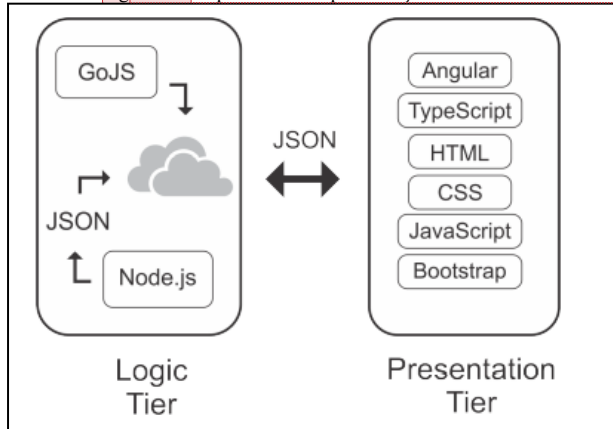 GoJS
JSON
Node.js
Logic
Tier
JSON
Angular
TypeScript
HTML
CSS
JavaScript
Bootstrap
Presentation
Tier